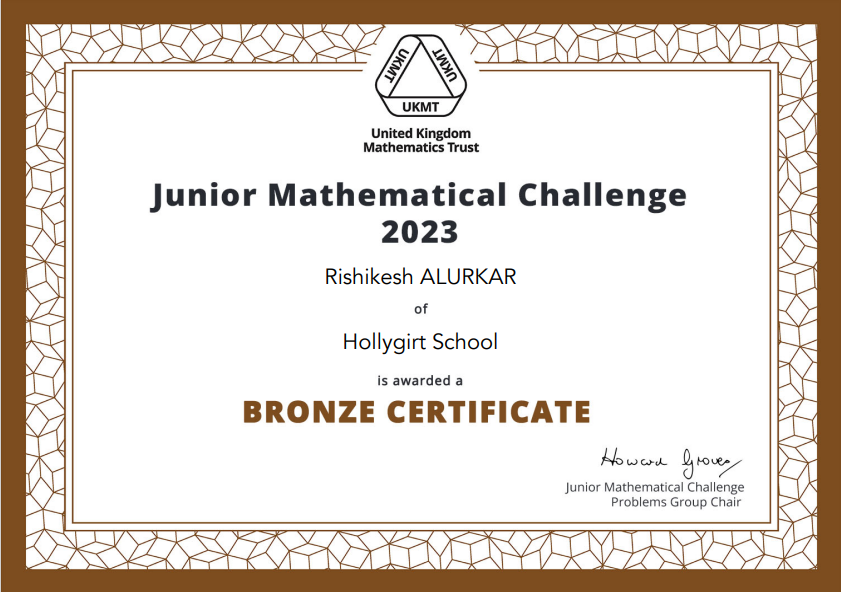 UKMT
UKMT
UKMT
United Kingdom
Mathematics Trust
Junior Mathematical Challenge
2023
Rishikesh ALURKAR
of
Hollygirt School
is awarded a
BRONZE CERTIFICATE
Howard Groves
Junior Mathematical Challenge
Problems Group Chair